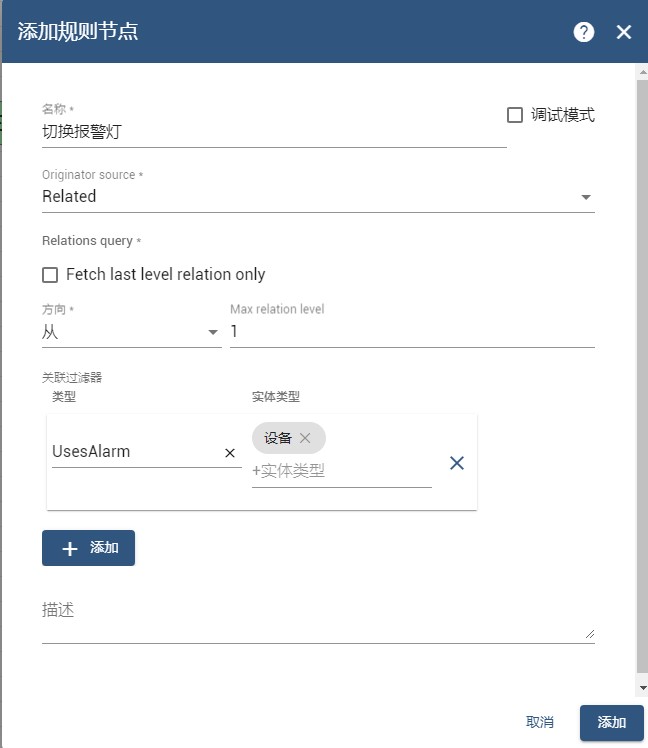 添加规则节点
名称 *
切换报警灯
调试模式
Originator source *
Related
Relations query *
Fetch last level relation only
方向 *
Max relation level
从
1
关联过滤器
类型
实体类型
UsesAlarm
设备
+实体类型
添加
描述
取消
添加